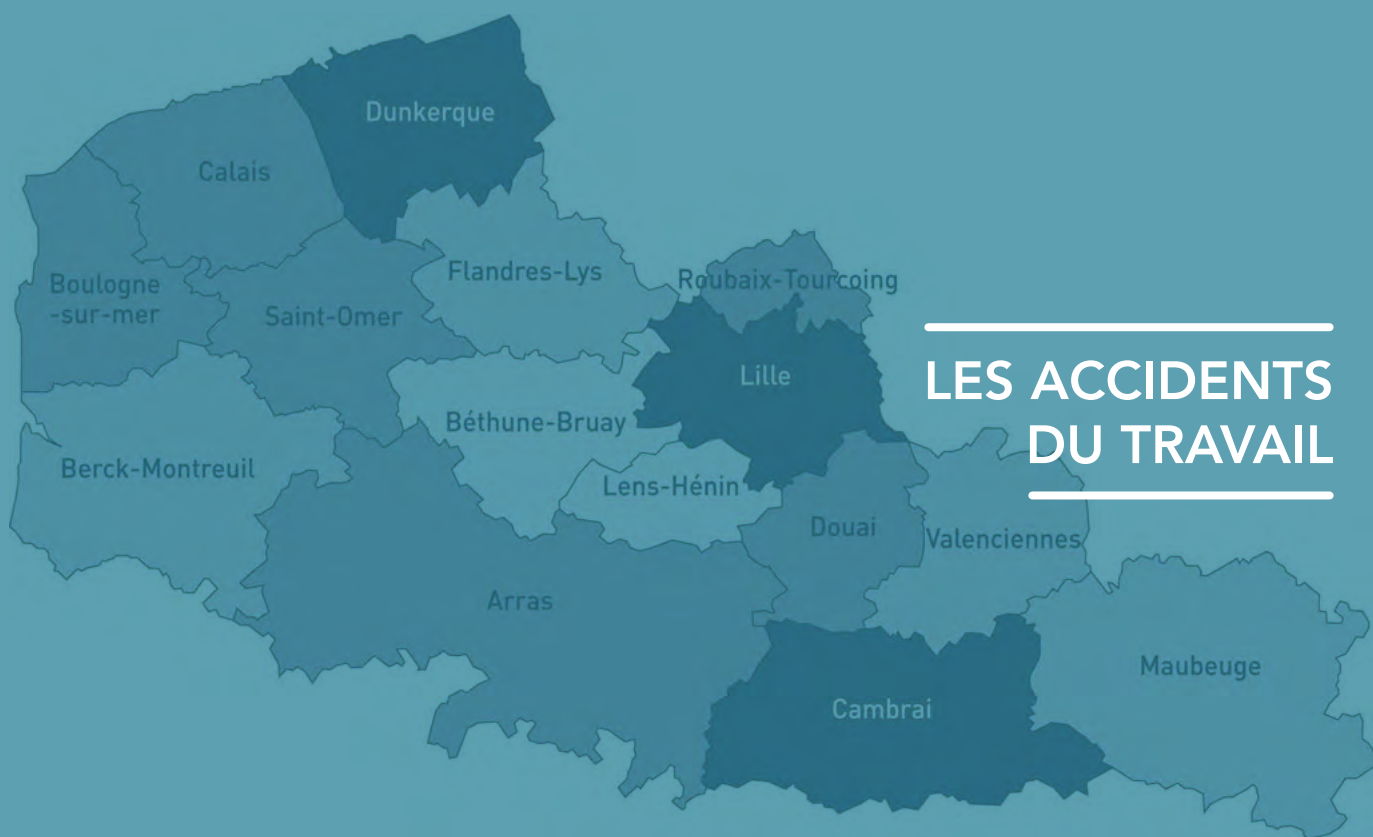 Dunkerque
Calais
Flandres-Lys
Roubaix-Tourcoing
Boulogne
-sur-mer
Saint-Omer
Lille
LES ACCIDENTS
DU TRAVAIL
Béthune-Bruay
Berck-Montreuil
Lens-Hénin
Douai
Valenciennes
Arras
Maubeuge
Cambrai